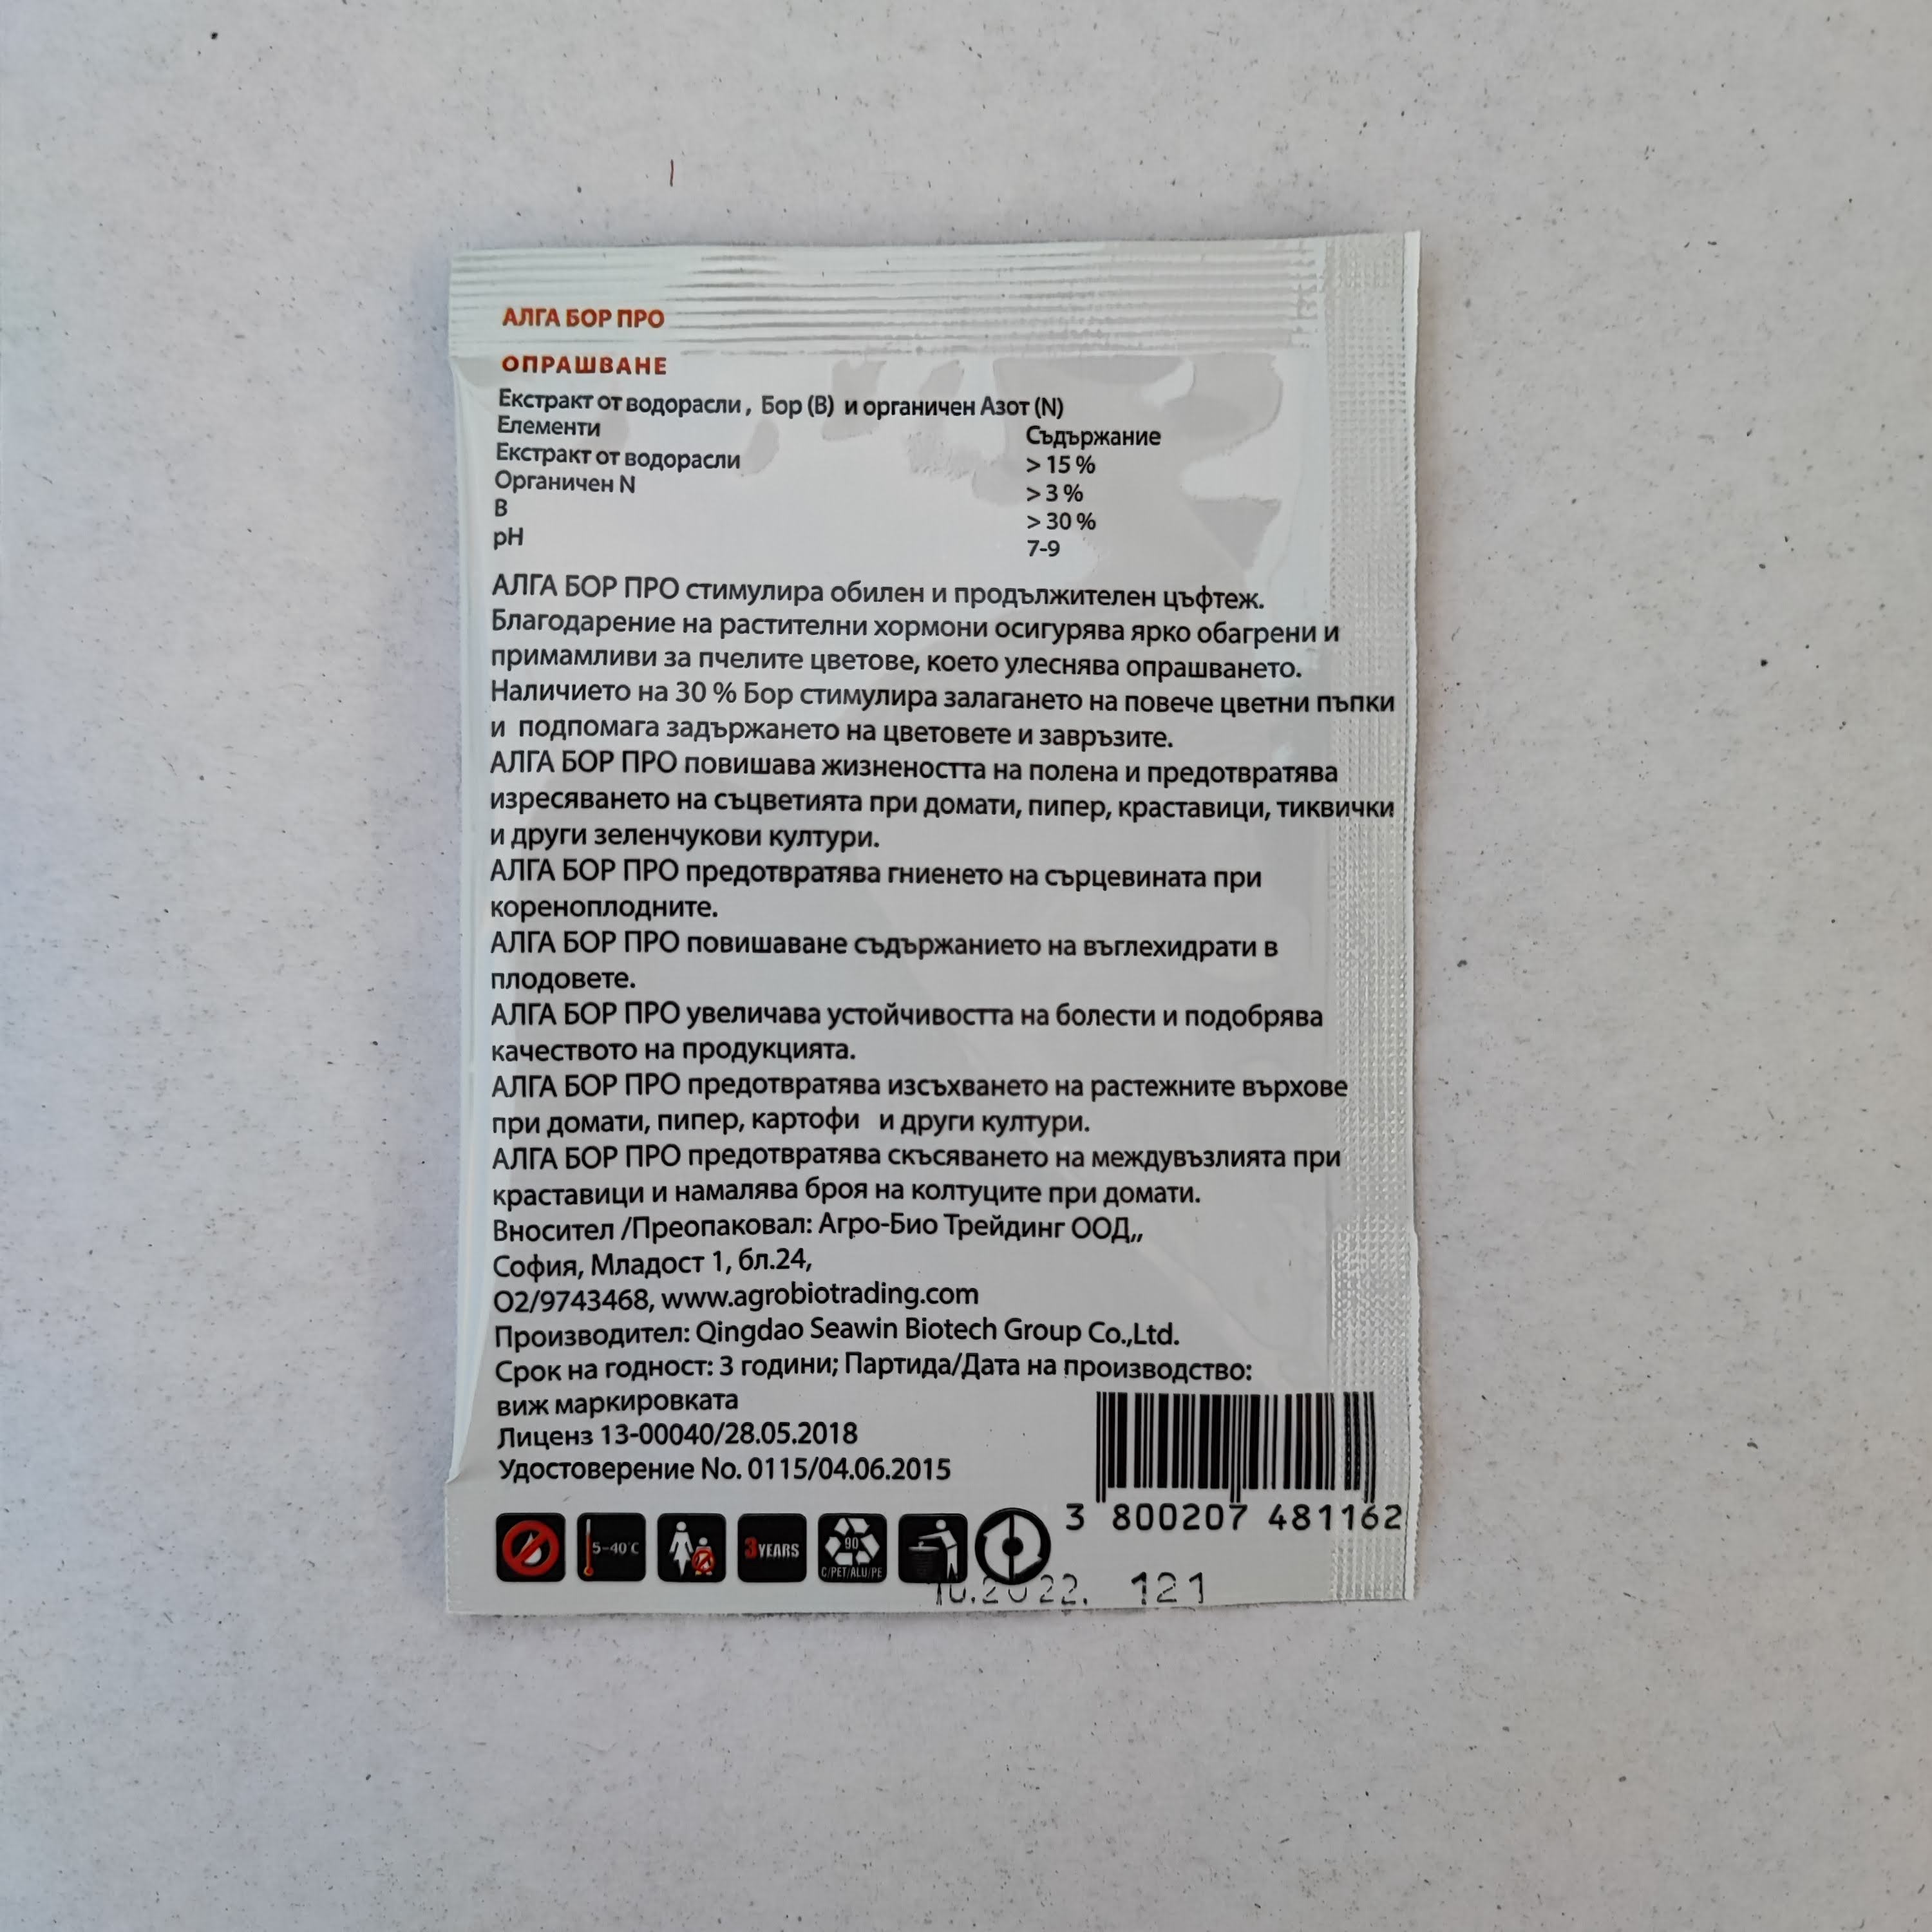 АЛГА БОР ПРО
ОПРАШВАНЕ
Екстракт от водорасли, Бор (B) и органичен Азот (N)
Елементи Съдържание
Екстракт от водорасли > 15 %
Органичен N > 3 %
B > 30 %
pH 7-9
АЛГА БОР ПРО стимулира обилен и продължителен цъфтеж.
Благодарение на растителни хормони осигурява ярко обагрени и
примамливи за пчелите цветове, което улеснява опрашването.
Наличието на 30 % Бор стимулира залагането на повече цветни пъпки
и подпомага задържането на цветовете и завръзите.
АЛГА БОР ПРО повишава жизнеността на полена и предотвратява
изресяването на съцветията при домати, пипер, краставици, тиквички
и други зеленчукови култури.
АЛГА БОР ПРО предотвратява гниенето на сърцевината при
кореноплодните.
АЛГА БОР ПРО повишаване съдържанието на въглехидрати в
плодовете.
АЛГА БОР ПРО увеличава устойчивостта на болести и подобрява
качеството на продукцията.
АЛГА БОР ПРО предотвратява изсъхването на растежните върхове
при домати, пипер, картофи и други култури.
АЛГА БОР ПРО предотвратява скъсяването на междувъзлията при
краставици и намалява броя на колтуците при домати.
Вносител /Преопаковал: Агро-Био Трейдинг ООД,,
София, Младост 1, бл.24,
О2/9743468, www.agrobiotrading.com
Производител: Qingdao Seawin Biotech Group Co.,Ltd.
Срок на годност: 3 години; Партида/Дата на производство:
виж маркировката
Лиценз 13-00040/28.05.2018
Удостоверение No. 0115/04.06.2015
3 800207 481162
5-40°C
3 YEARS
90
C/PET/ALU/PE
10.2022. 121